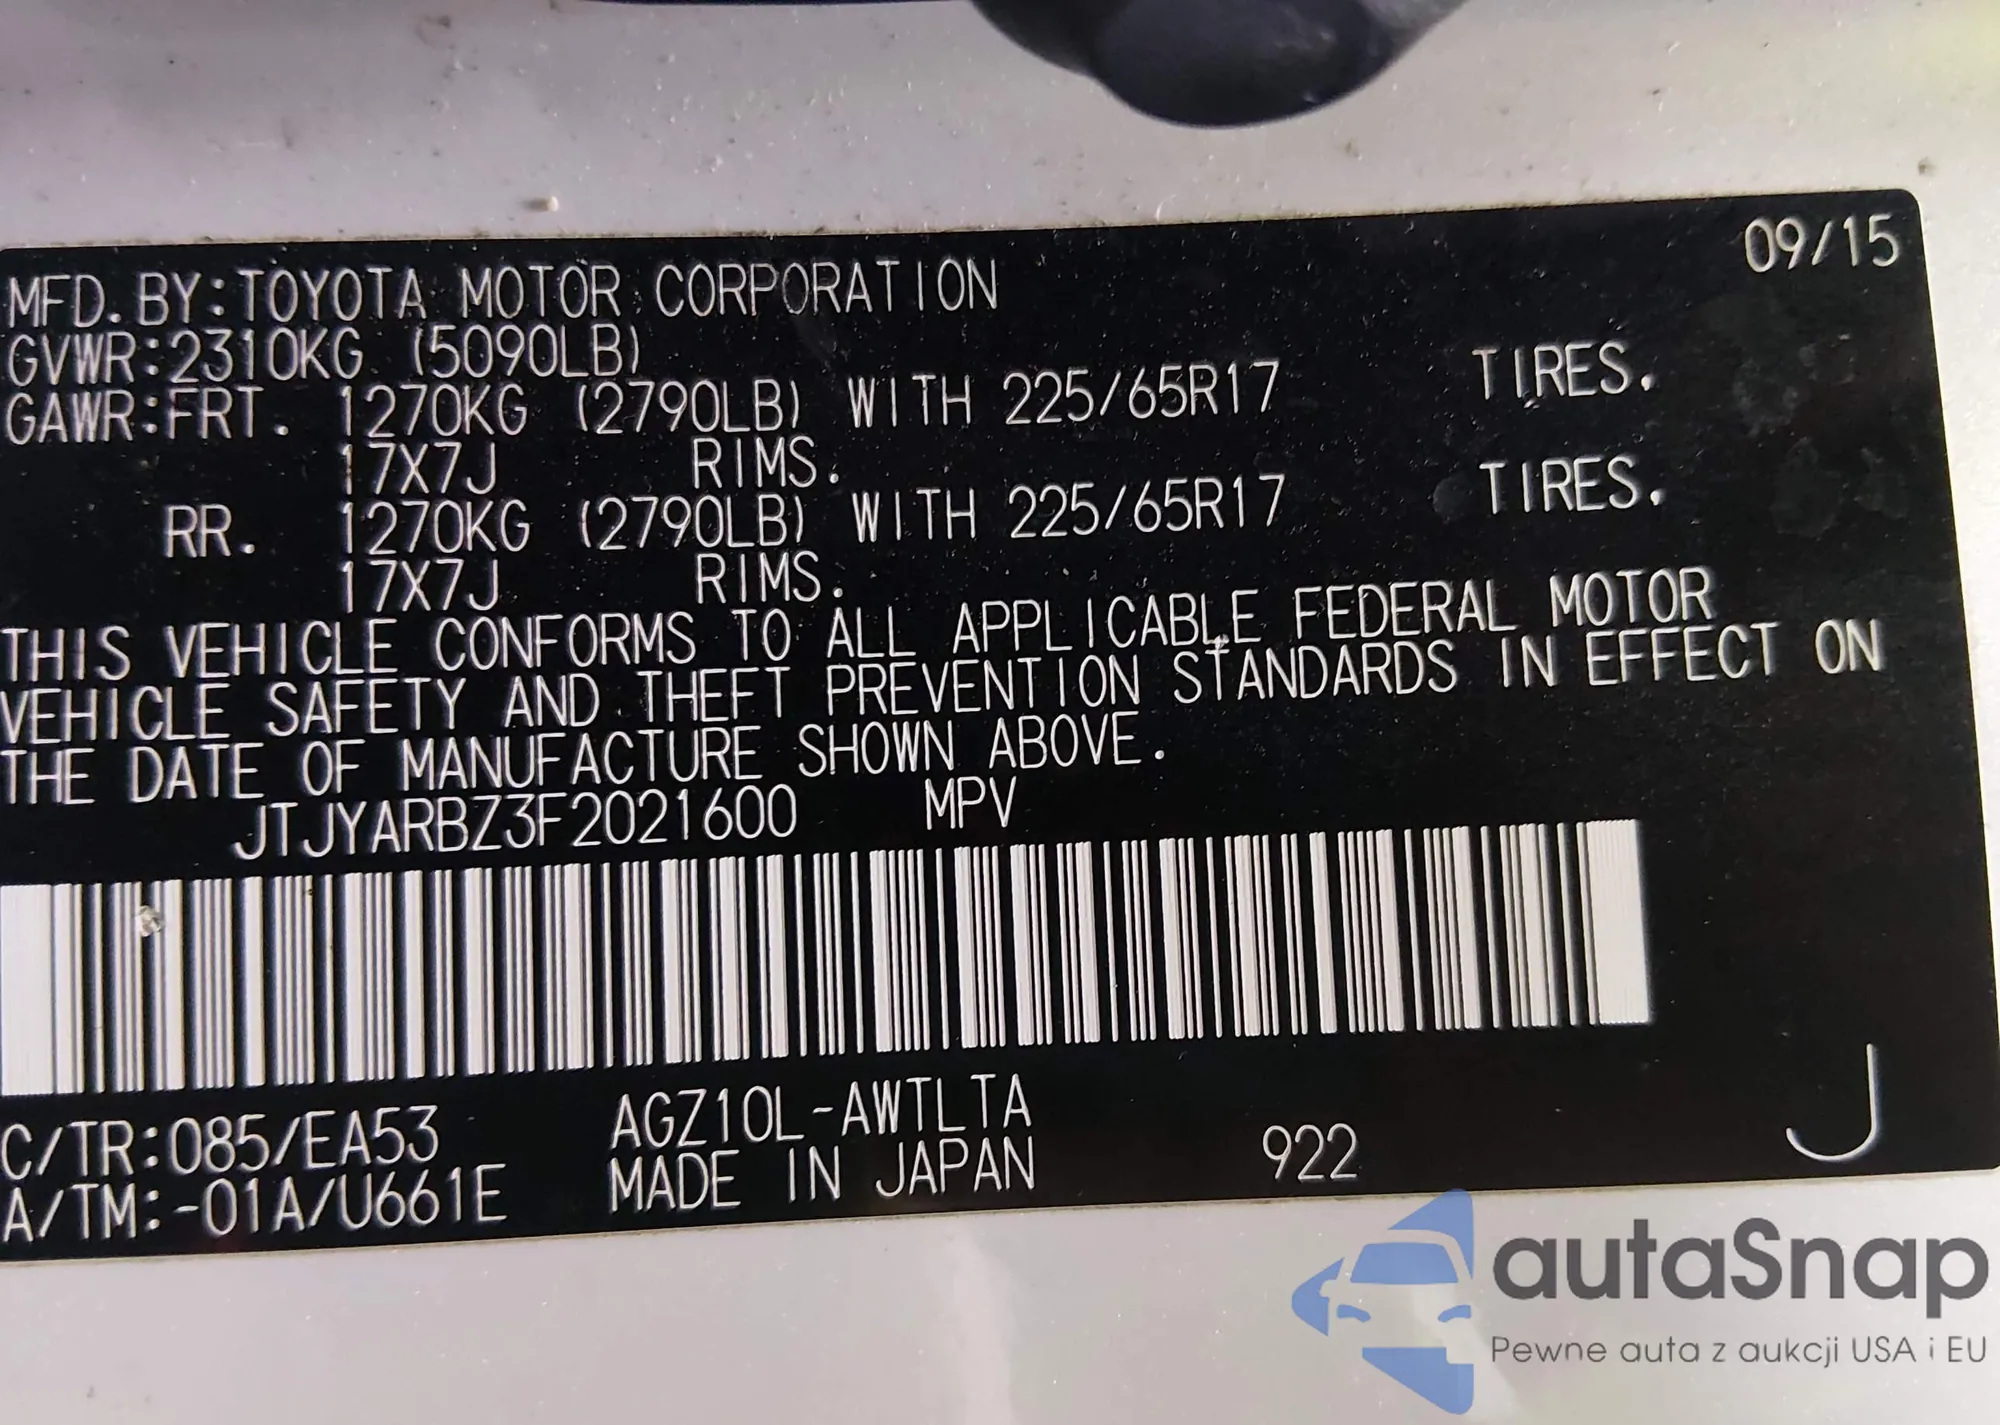 09/15
MFD. BY:TOYOTA MOTOR CORPORATION
GVWR:2310KG (5090LB)
GAWR:FRT. 1270KG (2790LB) WITH 225/65R17 TIRES.
17X7J RIMS.
RR. 1270KG (2790LB) WITH 225/65R17 TIRES.
17X7J RIMS.
THIS VEHICLE CONFORMS TO ALL APPLICABLE FEDERAL MOTOR
VEHICLE SAFETY AND THEFT PREVENTION STANDARDS IN EFFECT ON
THE DATE OF MANUFACTURE SHOWN ABOVE.
JTJYARBZ3F2021600 MPV
C/TR:085/EA53 AGZ10L-AWTLTA
A/TM:-01A/U661E MADE IN JAPAN 922 J
autaSnap
Pewne auta z aukcji USA i EU